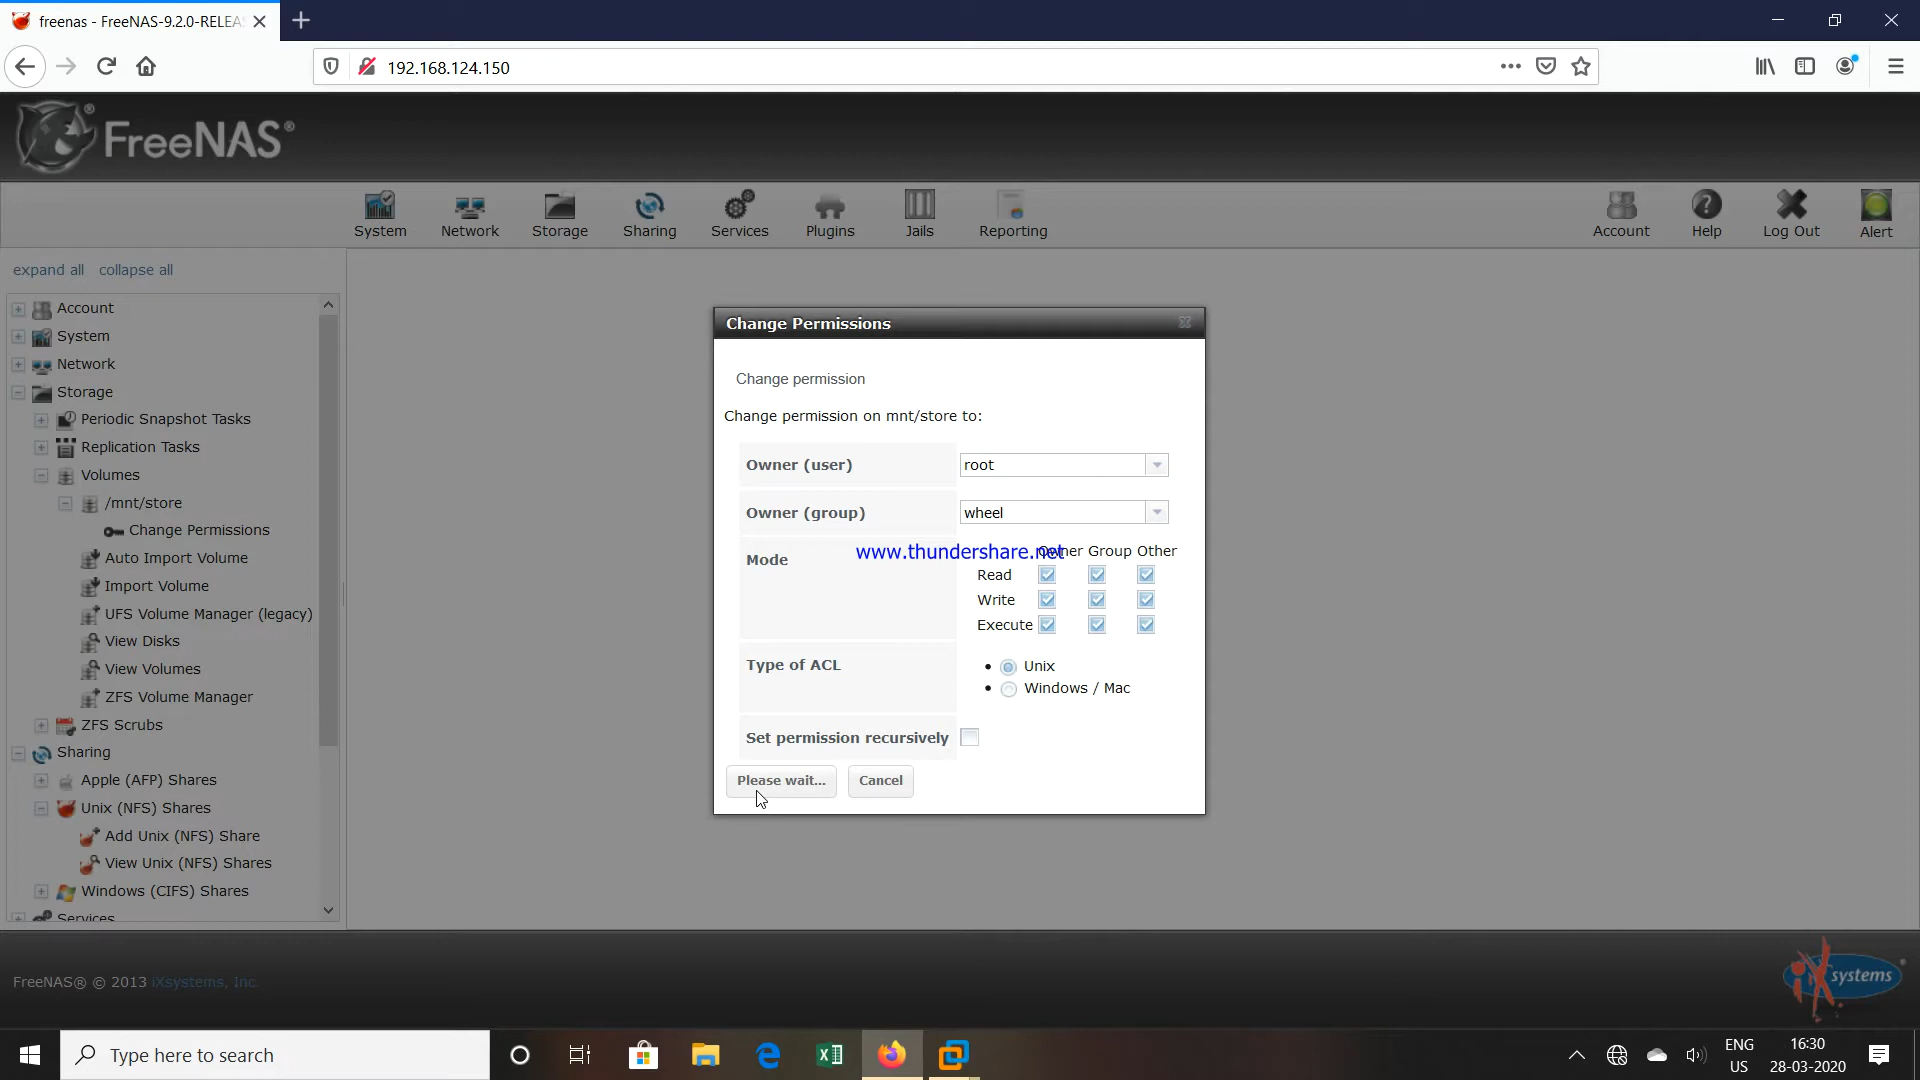 freenas - FreeNAS-9.2.0-RELEAS
192.168.124.150
FreeNAS®
System
Network
Storage
Sharing
Services
Plugins
Jails
Reporting
Account
Help
Log Out
Alert
expand all collapse all
Account
System
Network
Storage
Periodic Snapshot Tasks
Replication Tasks
Volumes
/mnt/store
Change Permissions
Auto Import Volume
Import Volume
UFS Volume Manager (legacy)
View Disks
View Volumes
ZFS Volume Manager
ZFS Scrubs
Sharing
Apple (AFP) Shares
Unix (NFS) Shares
Add Unix (NFS) Share
View Unix (NFS) Shares
Windows (CIFS) Shares
Services
Change Permissions
Change permission
Change permission on mnt/store to:
Owner (user) root
Owner (group) wheel
Mode
www.thundershare.net
Owner Group Other
Read
Write
Execute
Type of ACL
Unix
Windows / Mac
Set permission recursively
Please wait...
Cancel
FreeNAS® © 2013 iXsystems, Inc.
iXsystems®
Type here to search
ENG
US
16:30
28-03-2020